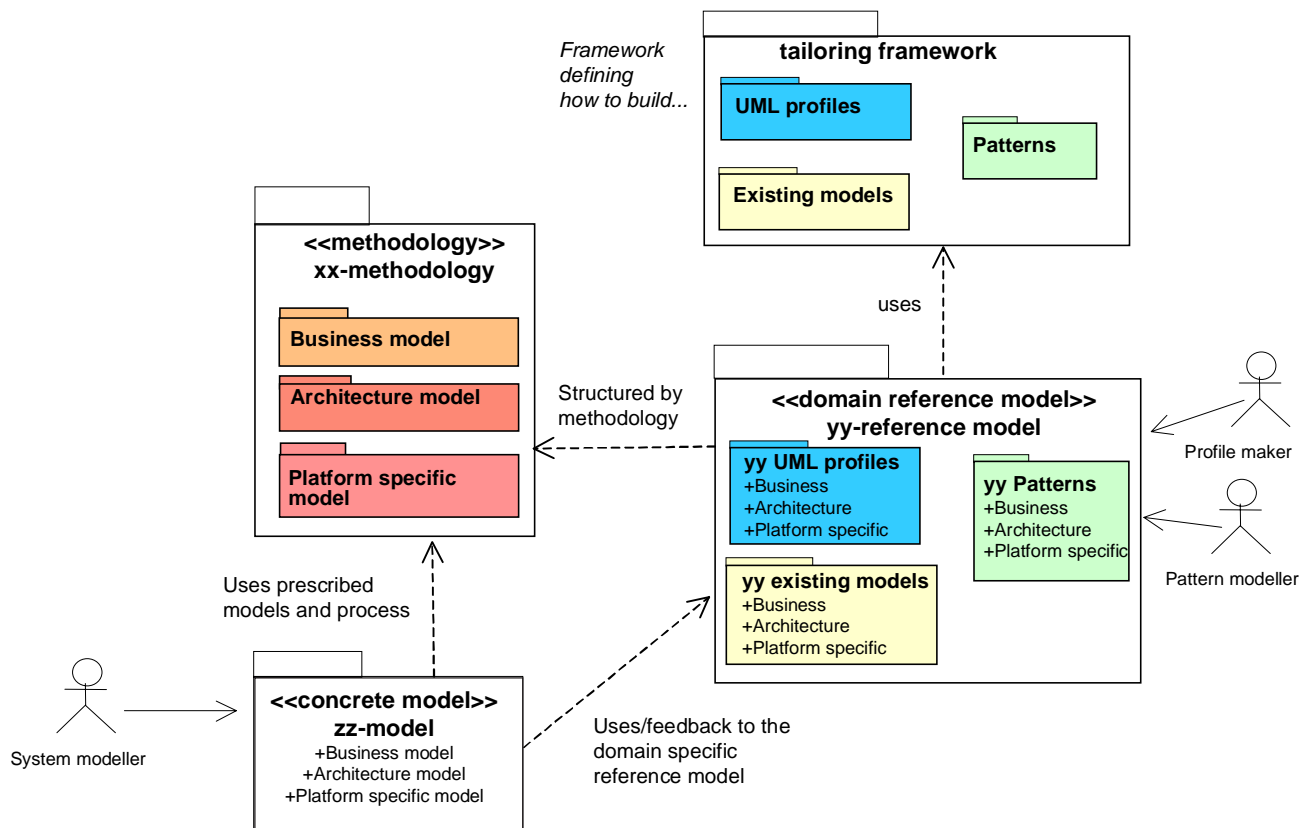 Framework
defining
how to build...
tailoring framework
UML profiles
Patterns
Existing models
<<methodology>>
xx-methodology
Business model
Architecture model
Platform specific
model
uses
Structured by
methodology
<<domain reference model>>
yy-reference model
yy UML profiles
+Business
+Architecture
+Platform specific
yy Patterns
+Business
+Architecture
+Platform specific
yy existing models
+Business
+Architecture
+Platform specific
Profile maker
Pattern modeller
Uses prescribed
models and process
System modeller
<<concrete model>>
zz-model
+Business model
+Architecture model
+Platform specific model
Uses/feedback to the
domain specific
reference model